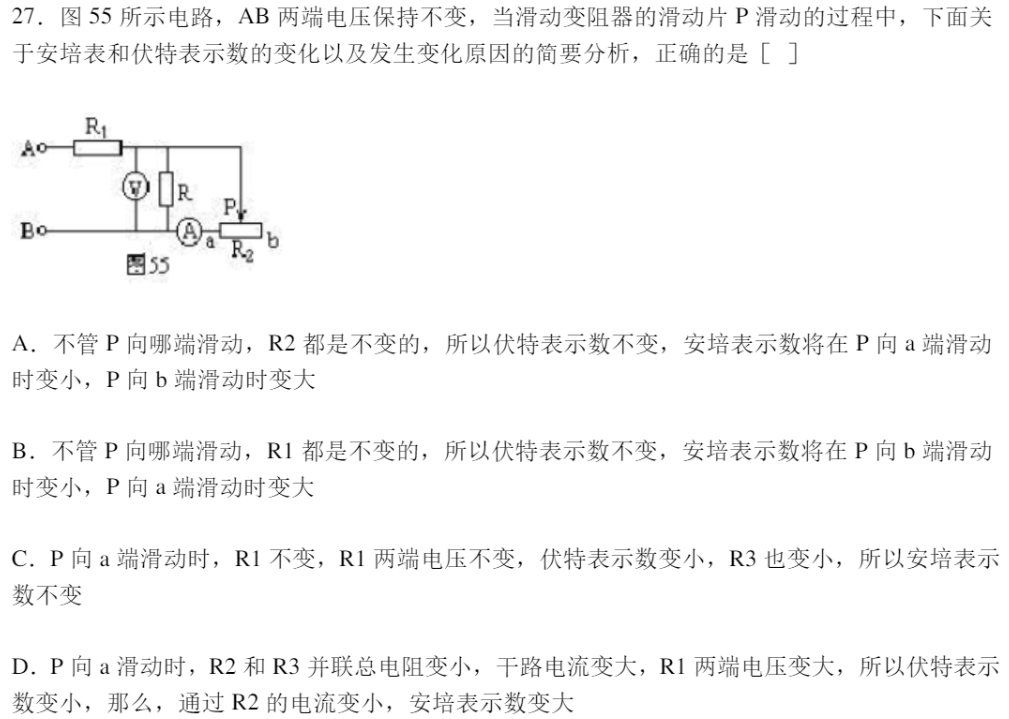 27．图 55 所示电路，AB 两端电压保持不变，当滑动变阻器的滑动片 P 滑动的过程中，下面关
于安培表和伏特表示数的变化以及发生变化原因的简要分析，正确的是［ ］
R1
A
V
R
P
B
A
a
R2
b
图55
A．不管 P 向哪端滑动，R2 都是不变的，所以伏特表示数不变，安培表示数将在 P 向 a 端滑动
时变小，P 向 b 端滑动时变大
B．不管 P 向哪端滑动，R1 都是不变的，所以伏特表示数不变，安培表示数将在 P 向 b 端滑动
时变小，P 向 a 端滑动时变大
C．P 向 a 端滑动时，R1 不变，R1 两端电压不变，伏特表示数变小，R3 也变小，所以安培表示
数不变
D．P 向 a 滑动时，R2 和 R3 并联总电阻变小，干路电流变大，R1 两端电压变大，所以伏特表示
数变小，那么，通过 R2 的电流变小，安培表示数变大